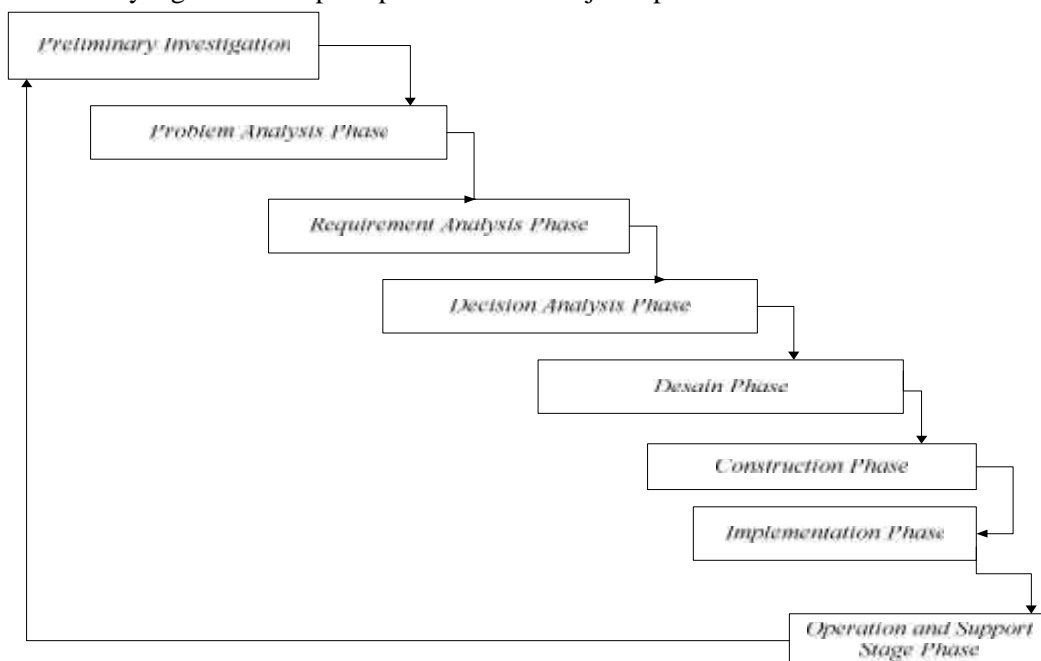 Preliminary Investigation
Problem Analysis Phase
Requirement Analysis Phase
Decision Analysis Phase
Desain Phase
Construction Phase
Implementation Phase
Operation and Support
Stage Phase